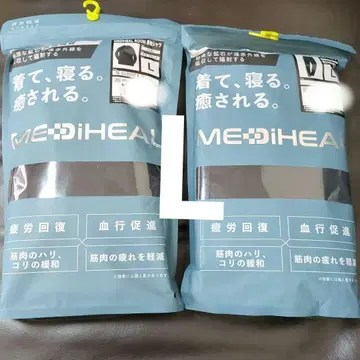 着て、寝る。
癒される。
MEDiHEAL
疲労回復
血行促進
筋肉のハリ、
コリの緩和
筋肉の疲れを軽減
L
着て、寝る。
癒される。
L
MEDiHEAL
疲労回復
血行促進
筋肉のハリ、
コリの緩和
筋肉の疲れを軽減
L